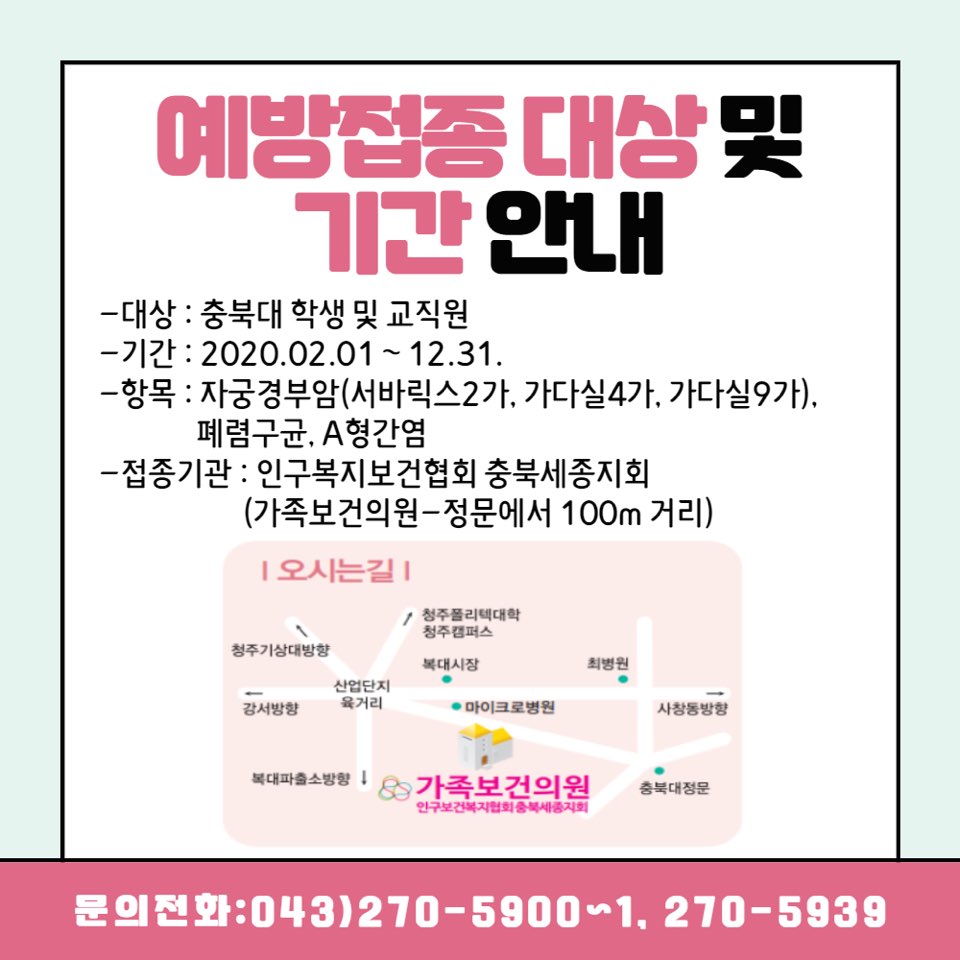 예방접종 대상 및
기간 안내
-대상 : 충북대 학생 및 교직원
-기간 : 2020.02.01 ~ 12.31.
-항목 : 자궁경부암(서바릭스2가, 가다실4가, 가다실9가),
폐렴구균, A형간염
-접종기관 : 인구복지보건협회 충북세종지회
(가족보건의원-정문에서 100m 거리)
| 오시는길 |
청주폴리텍대학
청주캠퍼스
청주기상대방향
복대시장
최병원
산업단지
육거리
강서방향
마이크로병원
사창동방향
복대파출소방향
가족보건의원
인구보건복지협회 충북세종지회
충북대정문
문의전화:043)270-5900~1, 270-5939